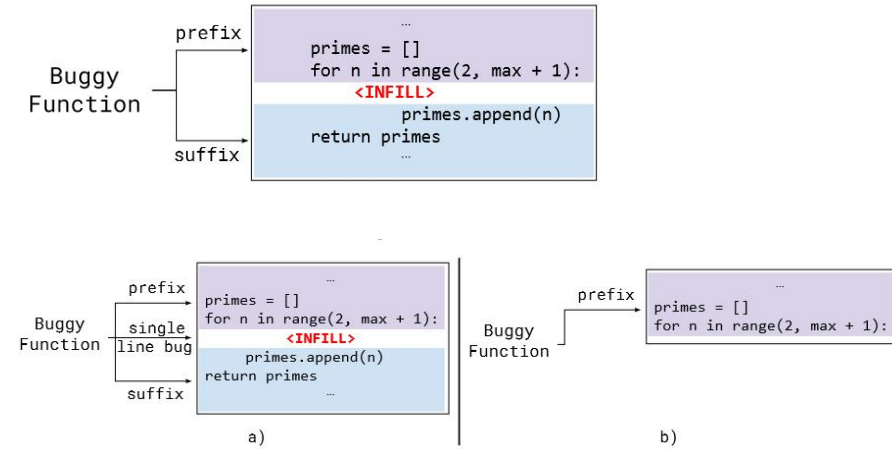 ...
prefix
primes = []
for n in range(2, max + 1):
Buggy
Function
<INFILL>
primes.append(n)
return primes
suffix
...
...
prefix
primes = []
for n in range(2, max + 1):
Buggy
Function
single
line bug
<INFILL>
primes.append(n)
return primes
suffix
...
a)
...
prefix
primes = []
for n in range(2, max + 1):
Buggy
Function
b)